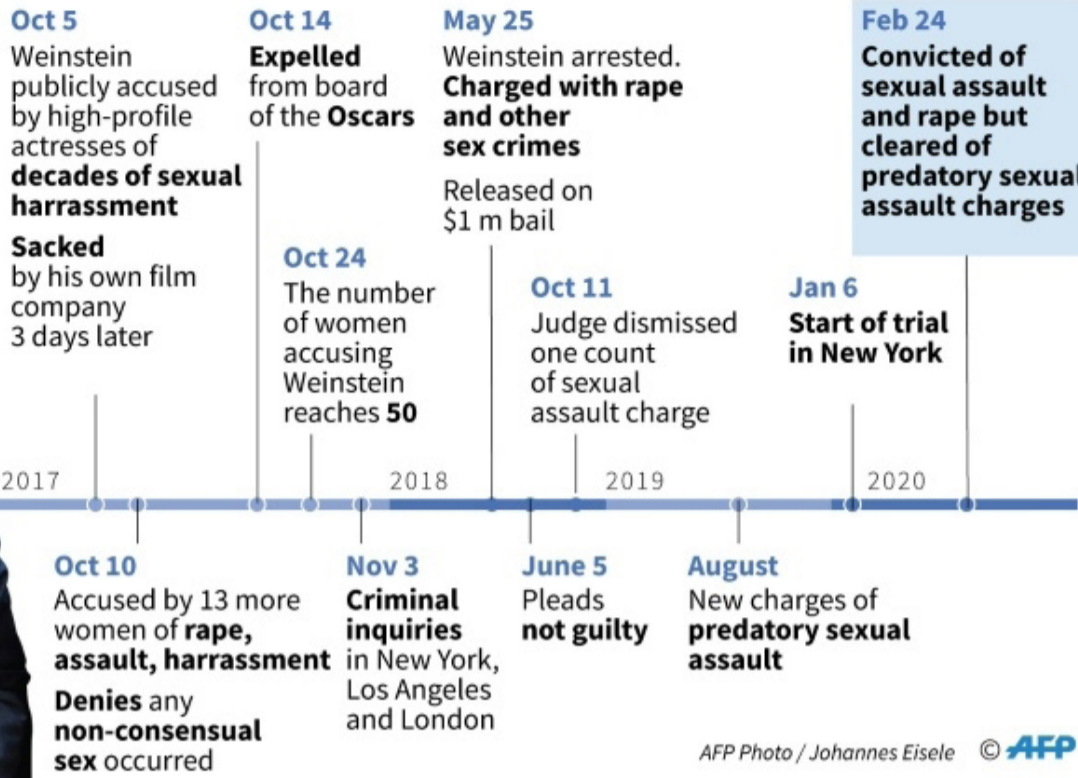 Oct 5
Weinstein
publicly accused
by high-profile
actresses of
decades of sexual
harrassment
Sacked
by his own film
company
3 days later
Oct 14
Expelled
from board
of the Oscars
Oct 24
The number
of women
accusing
Weinstein
reaches 50
May 25
Weinstein arrested.
Charged with rape
and other
sex crimes
Released on
$1 m bail
Oct 11
Judge dismissed
one count
of sexual
assault charge
Jan 6
Start of trial
in New York
Feb 24
Convicted of
sexual assault
and rape but
cleared of
predatory sexual
assault charges
2017
2018
2019
2020
Oct 10
Accused by 13 more
women of rape,
assault, harrassment
Denies any
non-consensual
sex occurred
Nov 3
Criminal
inquiries
in New York,
Los Angeles
and London
June 5
Pleads
not guilty
August
New charges of
predatory sexual
assault
AFP Photo / Johannes Eisele © AFP